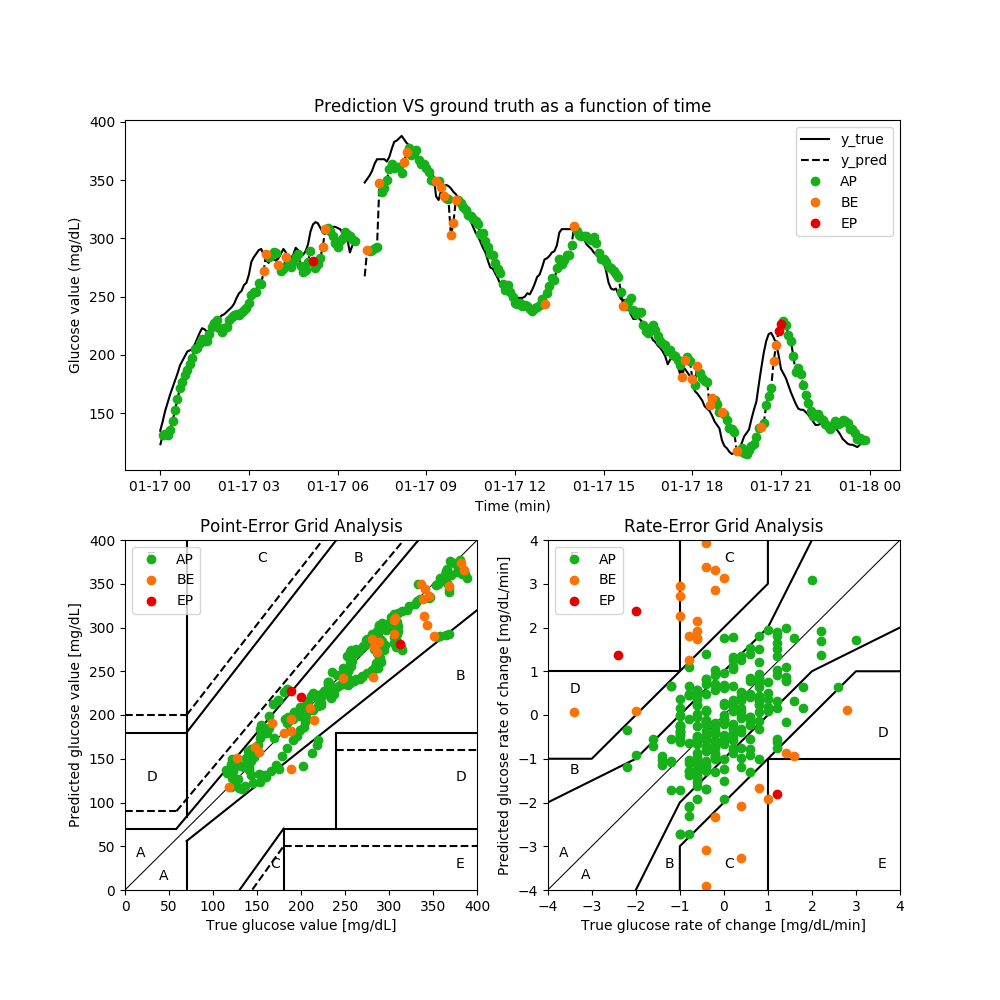 Prediction VS ground truth as a function of time
Glucose value (mg/dL)
400
350
300
250
200
150
y_true
y_pred
AP
BE
EP
01-17 00 01-17 03 01-17 06 01-17 09 01-17 12 01-17 15 01-17 18 01-17 21 01-18 00
Time (min)
Point-Error Grid Analysis
Predicted glucose value [mg/dL]
400
350
300
250
200
150
100
50
0
AP
BE
EP
C
B
B
D
D
A
A
C
E
0 50 100 150 200 250 300 350 400
True glucose value [mg/dL]
Rate-Error Grid Analysis
Predicted glucose rate of change [mg/dL/min]
4
3
2
1
0
−1
−2
−3
−4
AP
BE
EP
C
D
D
B
A
A
B
C
E
−4 −3 −2 −1 0 1 2 3 4
True glucose rate of change [mg/dL/min]